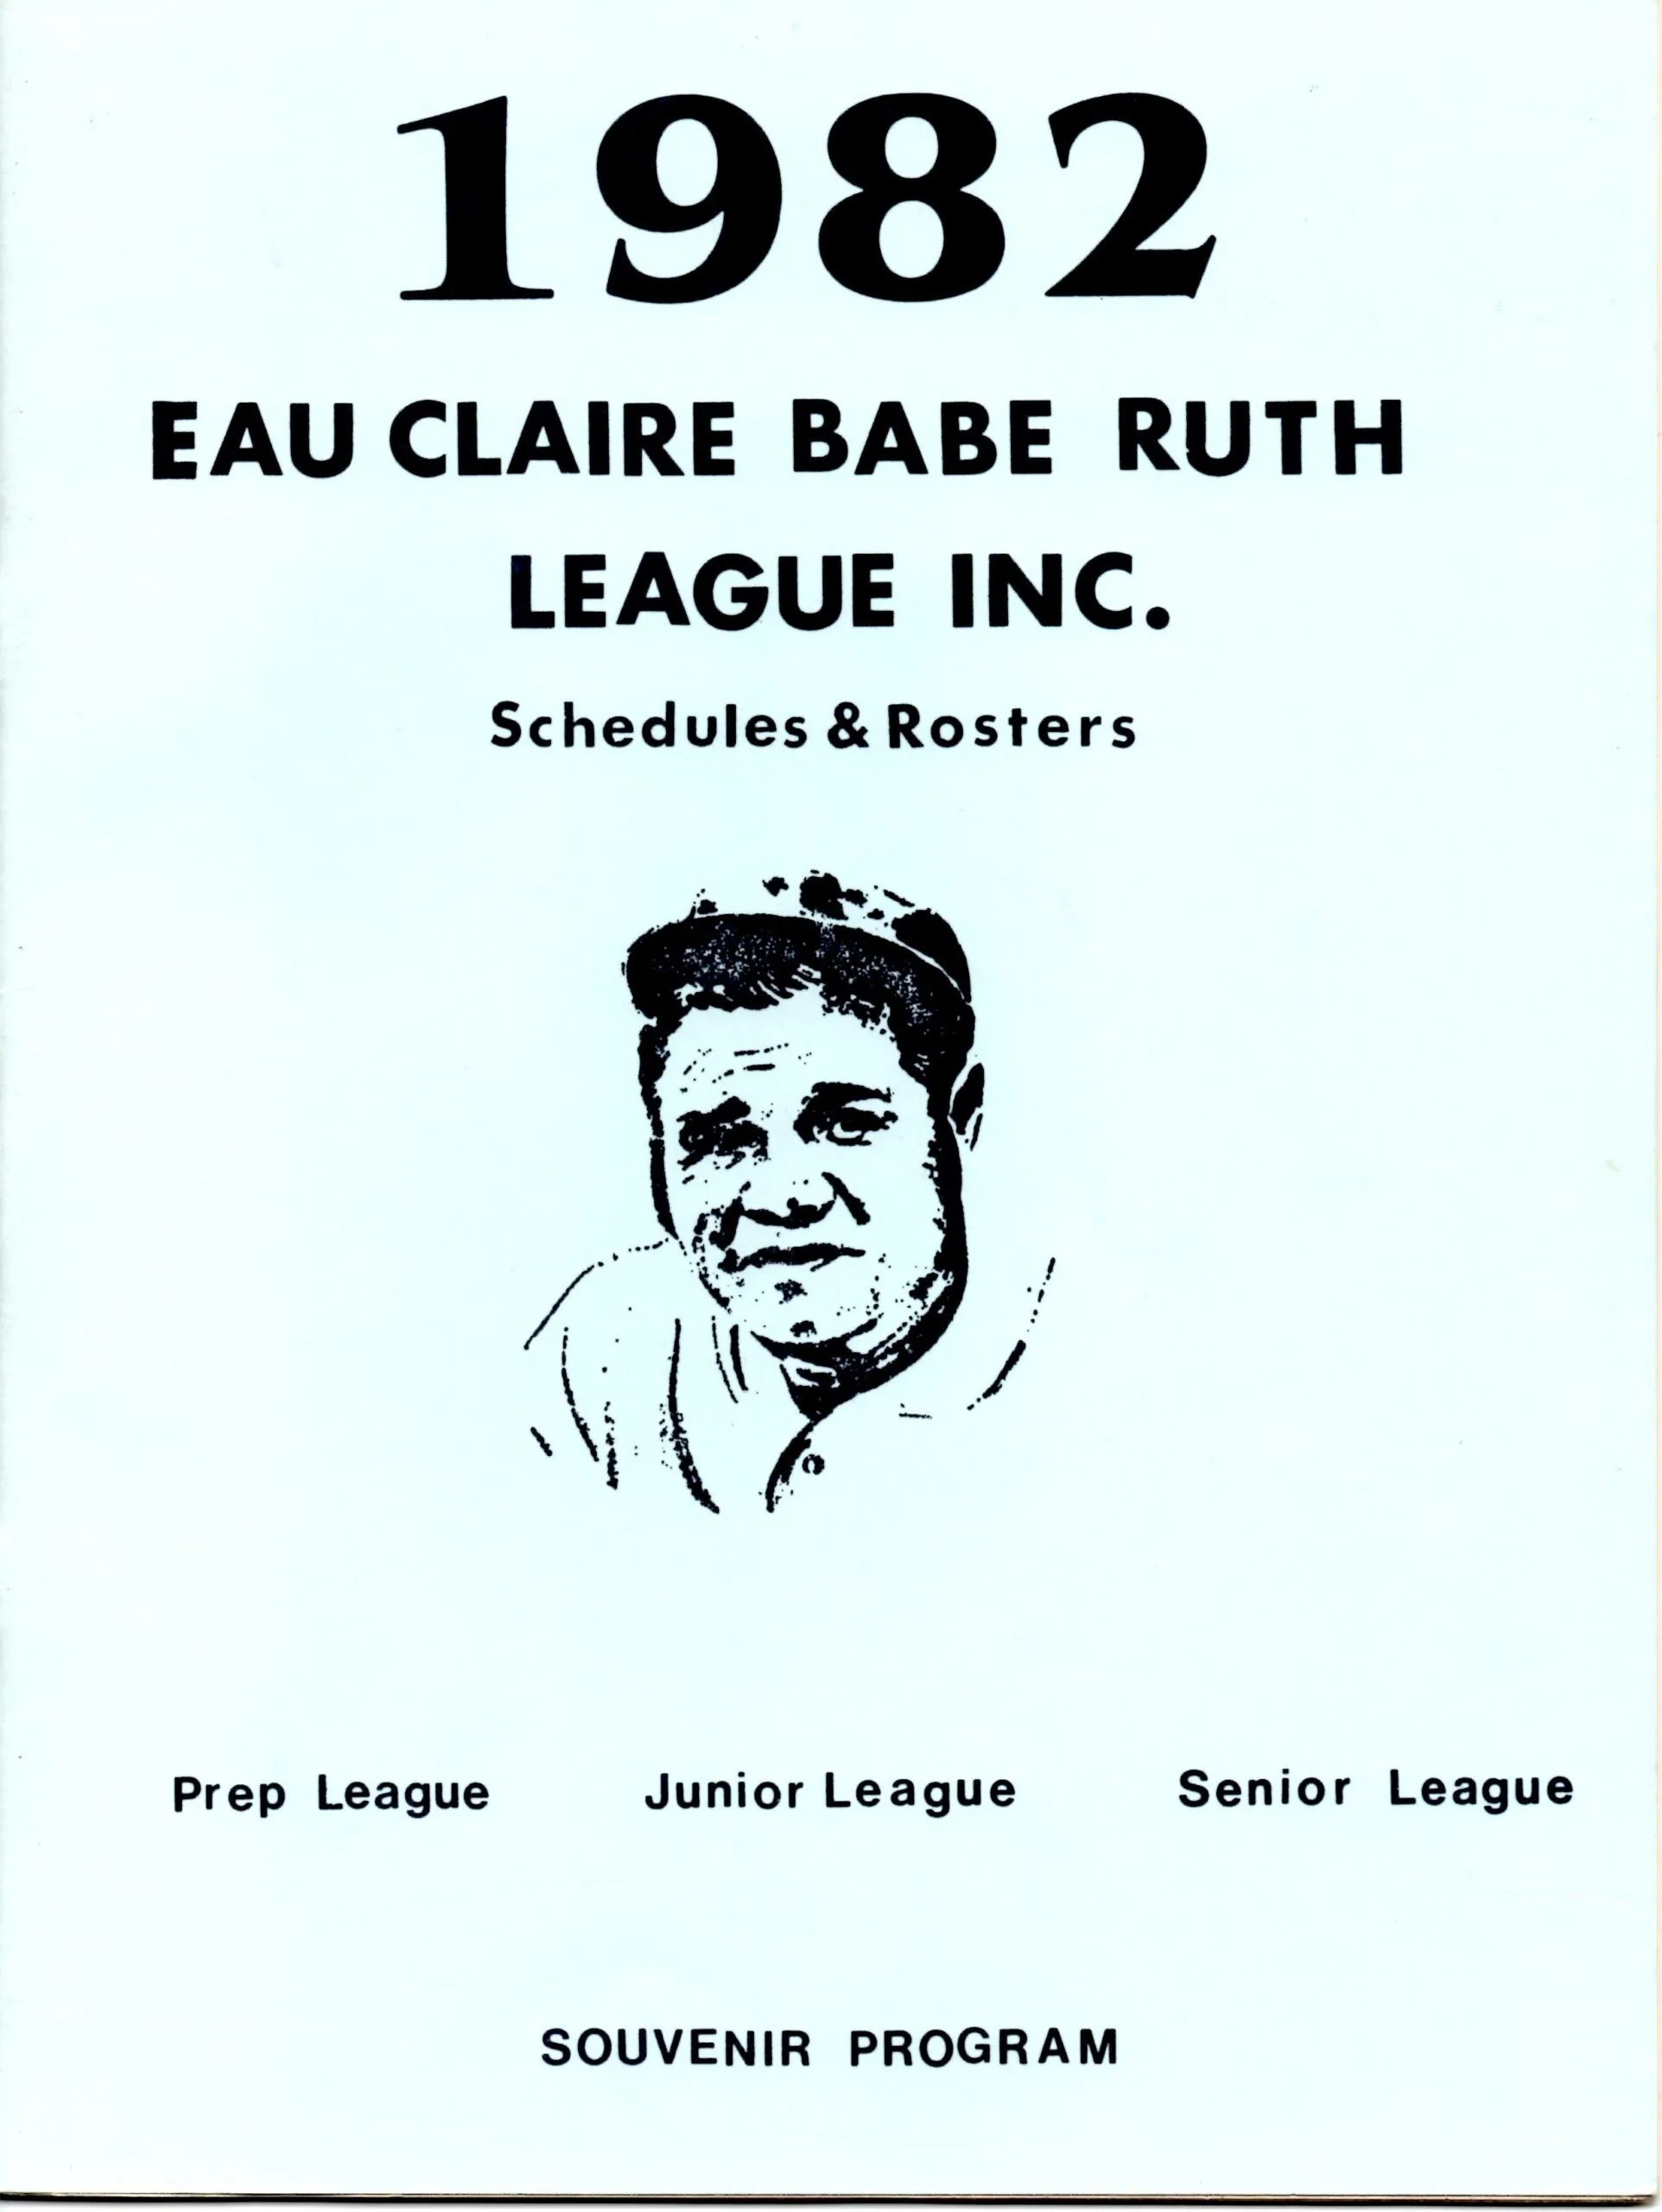 1982
EAU CLAIRE BABE RUTH
LEAGUE INC.
Schedules & Rosters
Prep League Junior League Senior League
SOUVENIR PROGRAM